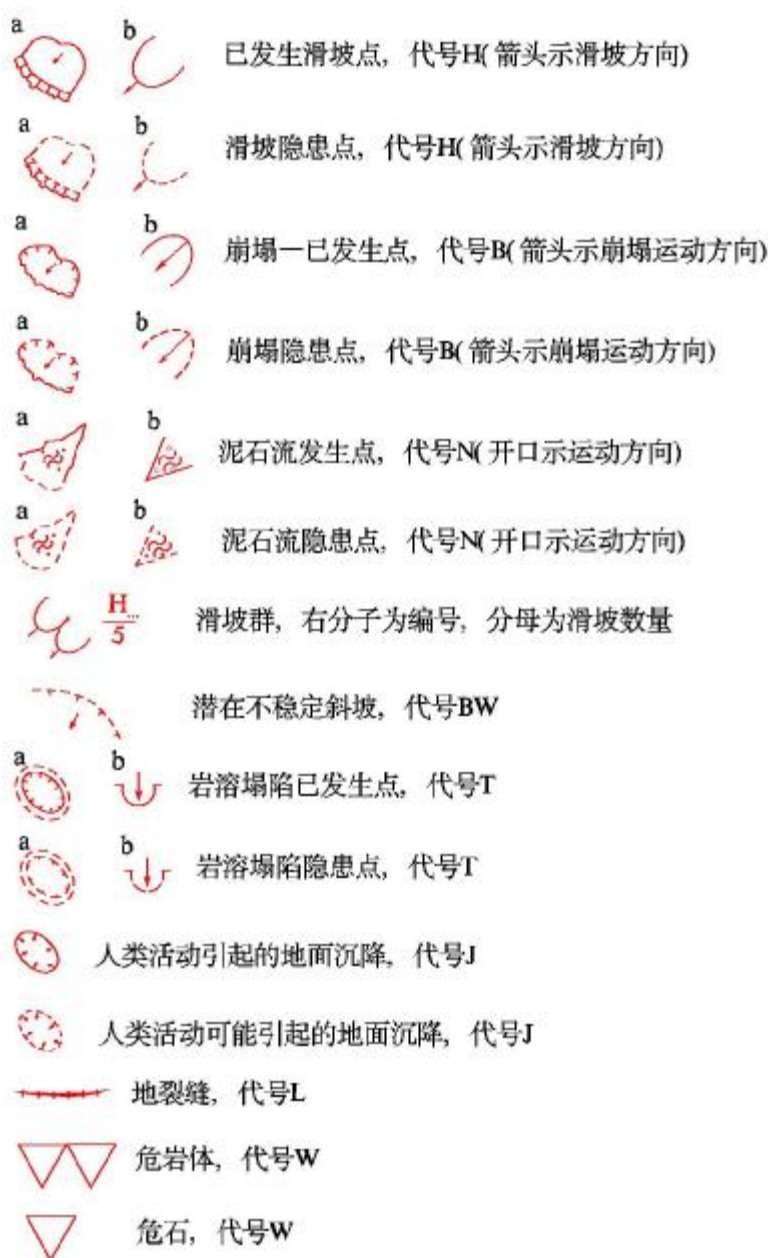 a b 已发生滑坡点, 代号H(箭头示滑坡方向)
a b 滑坡隐患点, 代号H(箭头示滑坡方向)
a b 崩塌一已发生点, 代号B(箭头示崩塌运动方向)
a b 崩塌隐患点, 代号B(箭头示崩塌运动方向)
a b 泥石流发生点, 代号N(开口示运动方向)
a b 泥石流隐患点, 代号N(开口示运动方向)
H... 5 滑坡群, 右分子为编号, 分母为滑坡数量
潜在不稳定斜坡, 代号BW
a b 岩溶塌陷已发生点, 代号T
a b 岩溶塌陷隐患点, 代号T
人类活动引起的地面沉降, 代号J
人类活动可能引起的地面沉降, 代号J
地裂缝, 代号L
危岩体, 代号W
危石, 代号W